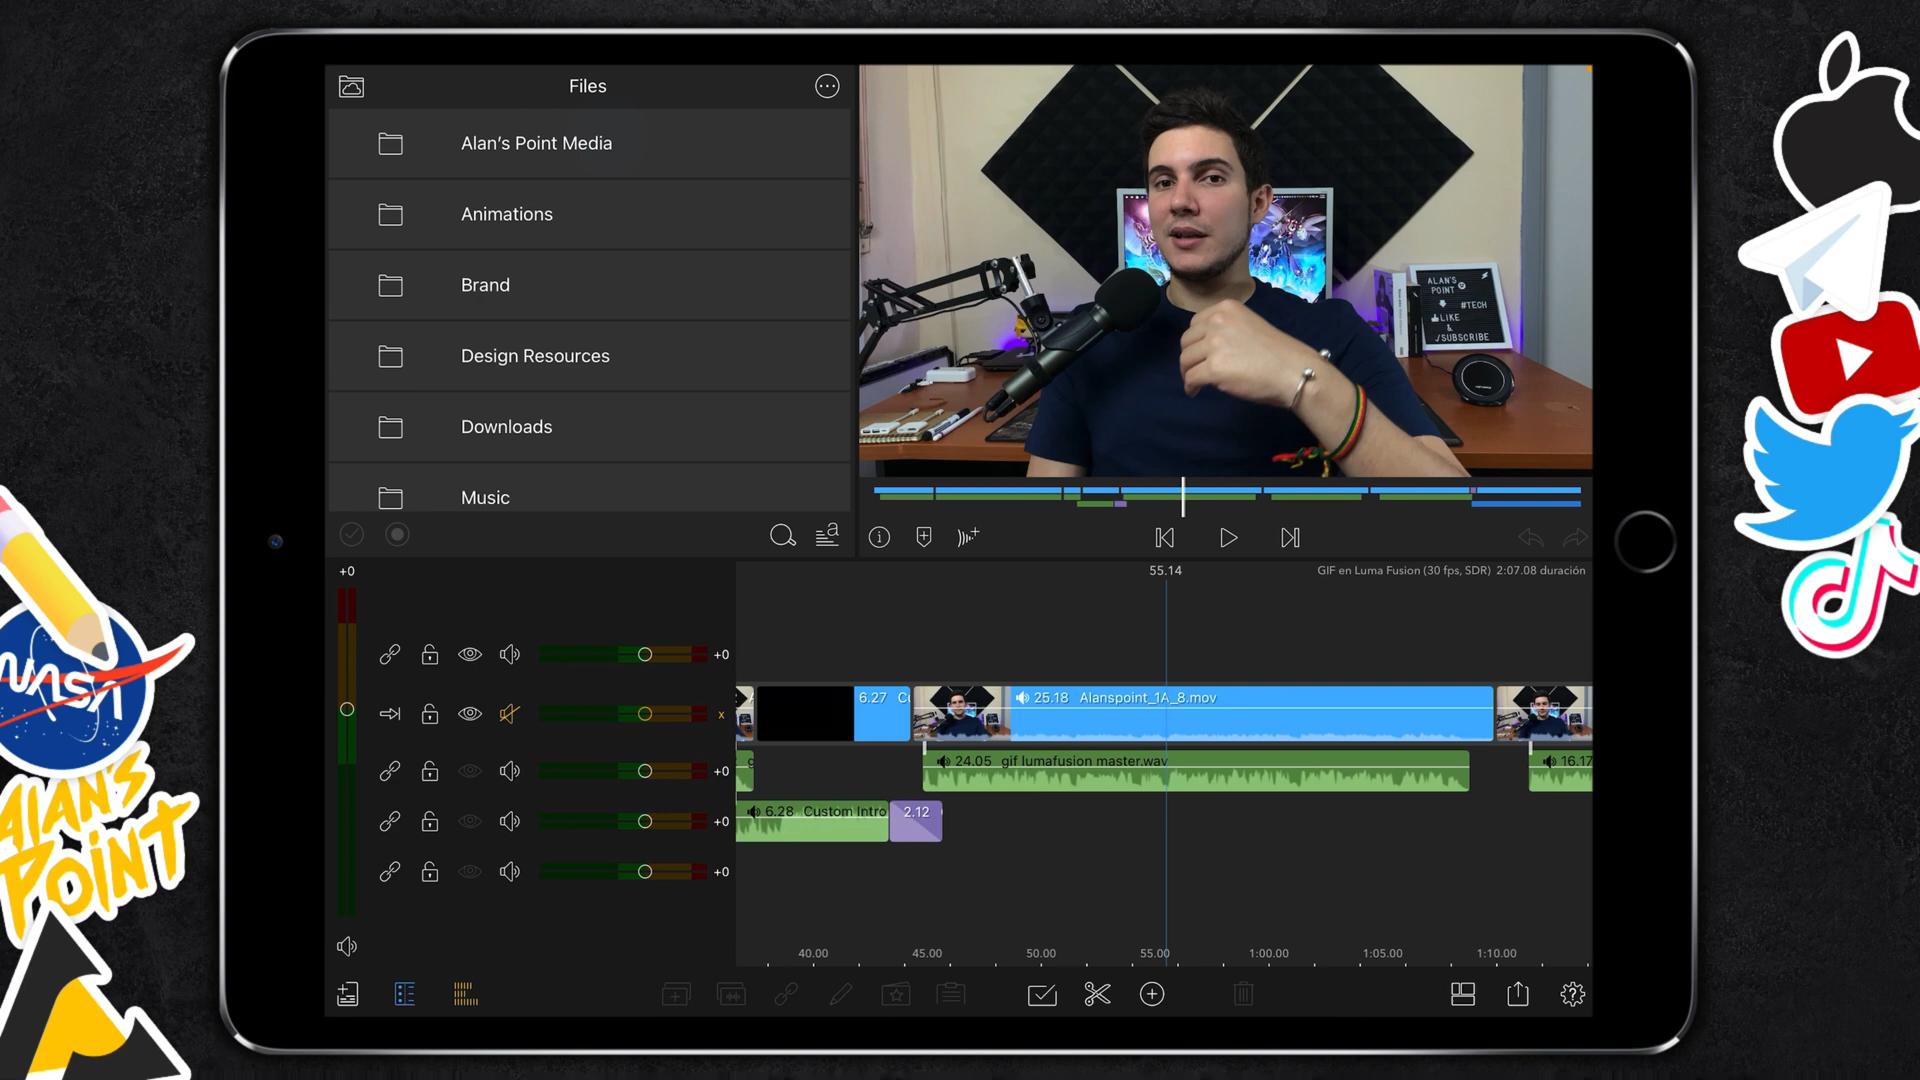 Files
Alan's Point Media
Animations
Brand
Design Resources
Downloads
Music
ALAN'S
POINT
#TECH
LIKE
&
/SUBSCRIBE
+0
55.14
GIF en Luma Fusion (30 fps, SDR) 2:07.08 duración
+0
6.27
25.18 Alanspoint_1A_8.mov
x
+0
24.05 gif lumafusion master.wav
16.17
+0
6.28 Custom Intro
2.12
+0
40.00 45.00 50.00 55.00 1:00.00 1:05.00 1:10.00
NASA
ALAN'S
POINT